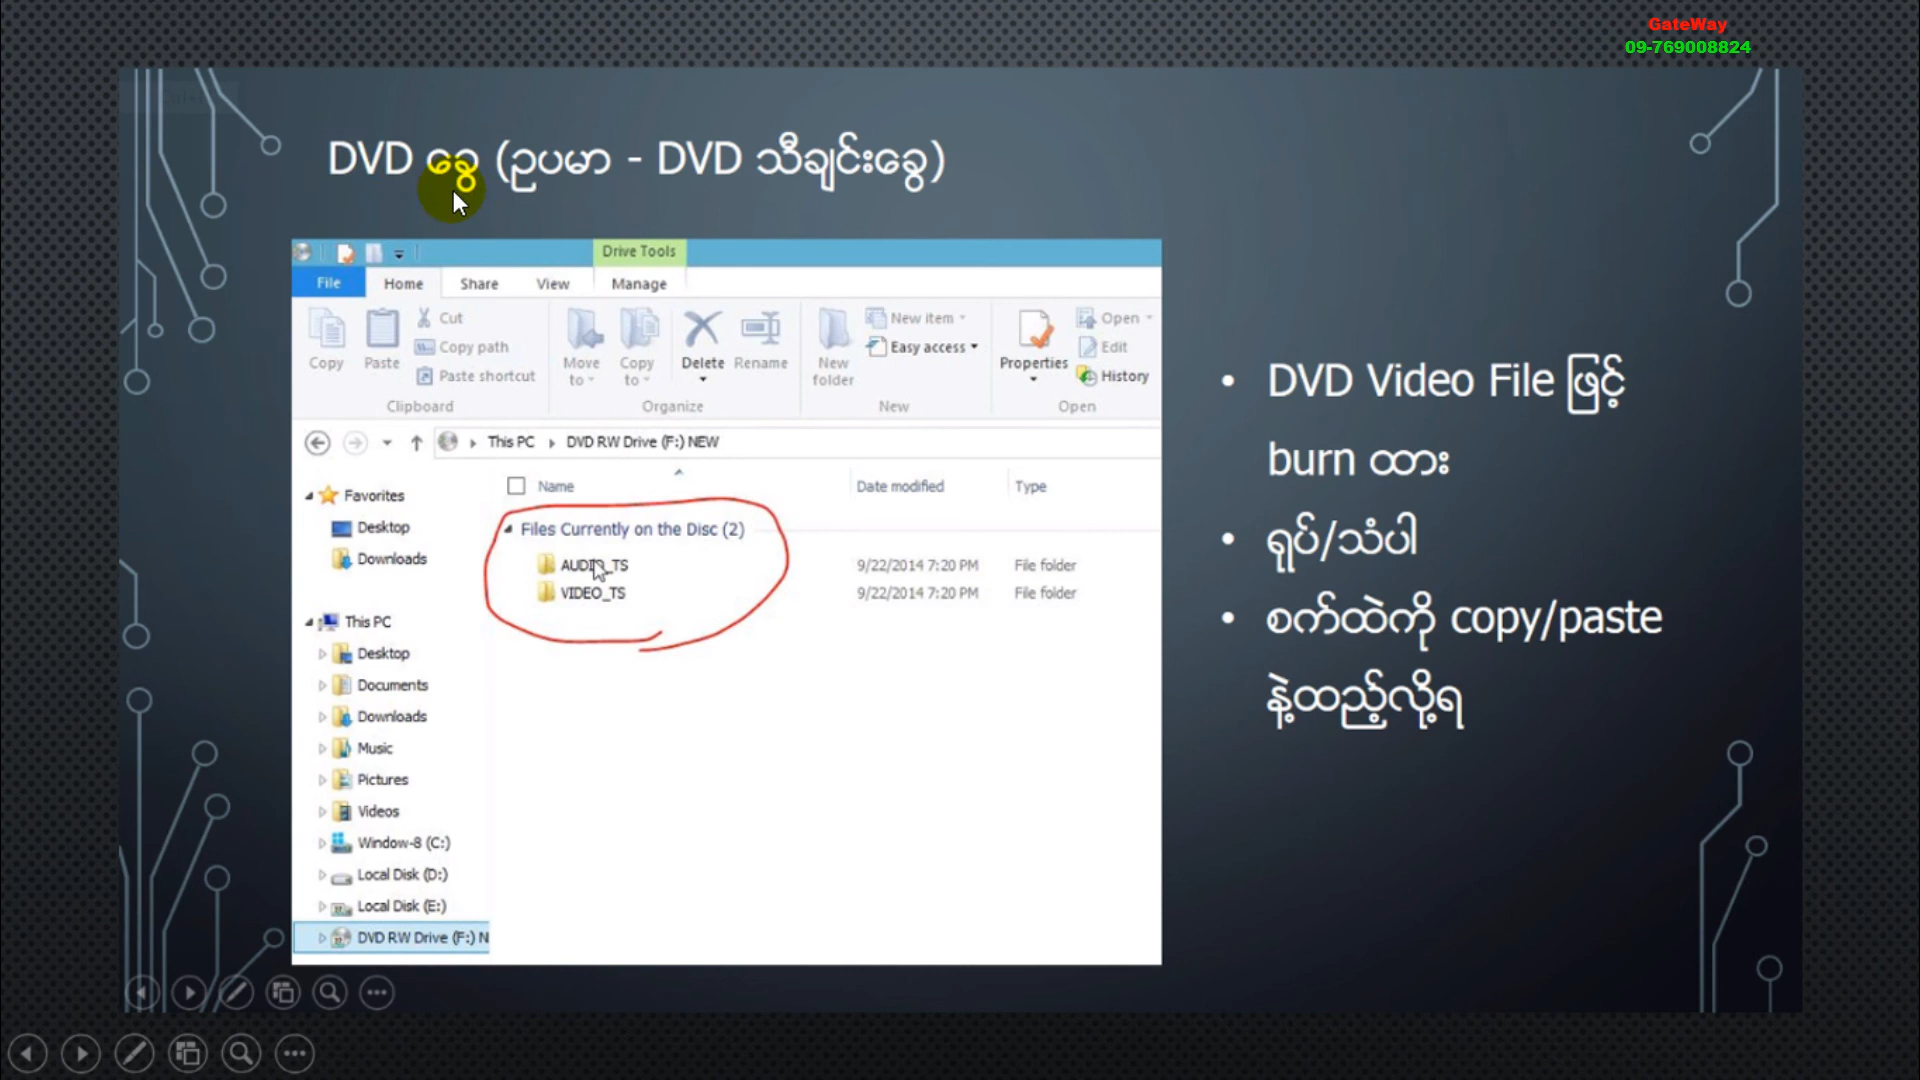 GateWay
09-769008824
DVD ခွေ (ဥပမာ - DVD သီချင်းခွေ)
Drive Tools
File Home Share View Manage
Copy
Paste
Cut
Copy path
Paste shortcut
Clipboard
Move to
Copy to
Delete
Rename
Organize
New folder
New item
Easy access
New
Properties
Open
Edit
History
Open
This PC DVD RW Drive (F:) NEW
Name Date modified Type
Favorites
Desktop
Downloads
This PC
Desktop
Documents
Downloads
Music
Pictures
Videos
Window-8 (C:)
Local Disk (D:)
Local Disk (E:)
DVD RW Drive (F:) N
Files Currently on the Disc (2)
AUDIO_TS 9/22/2014 7:20 PM File folder
VIDEO_TS 9/22/2014 7:20 PM File folder
• DVD Video File ဖြင့်
burn ထား
• ရုပ်/သံပါ
• စက်ထဲကို copy/paste
နဲ့ထည့်လို့ရ